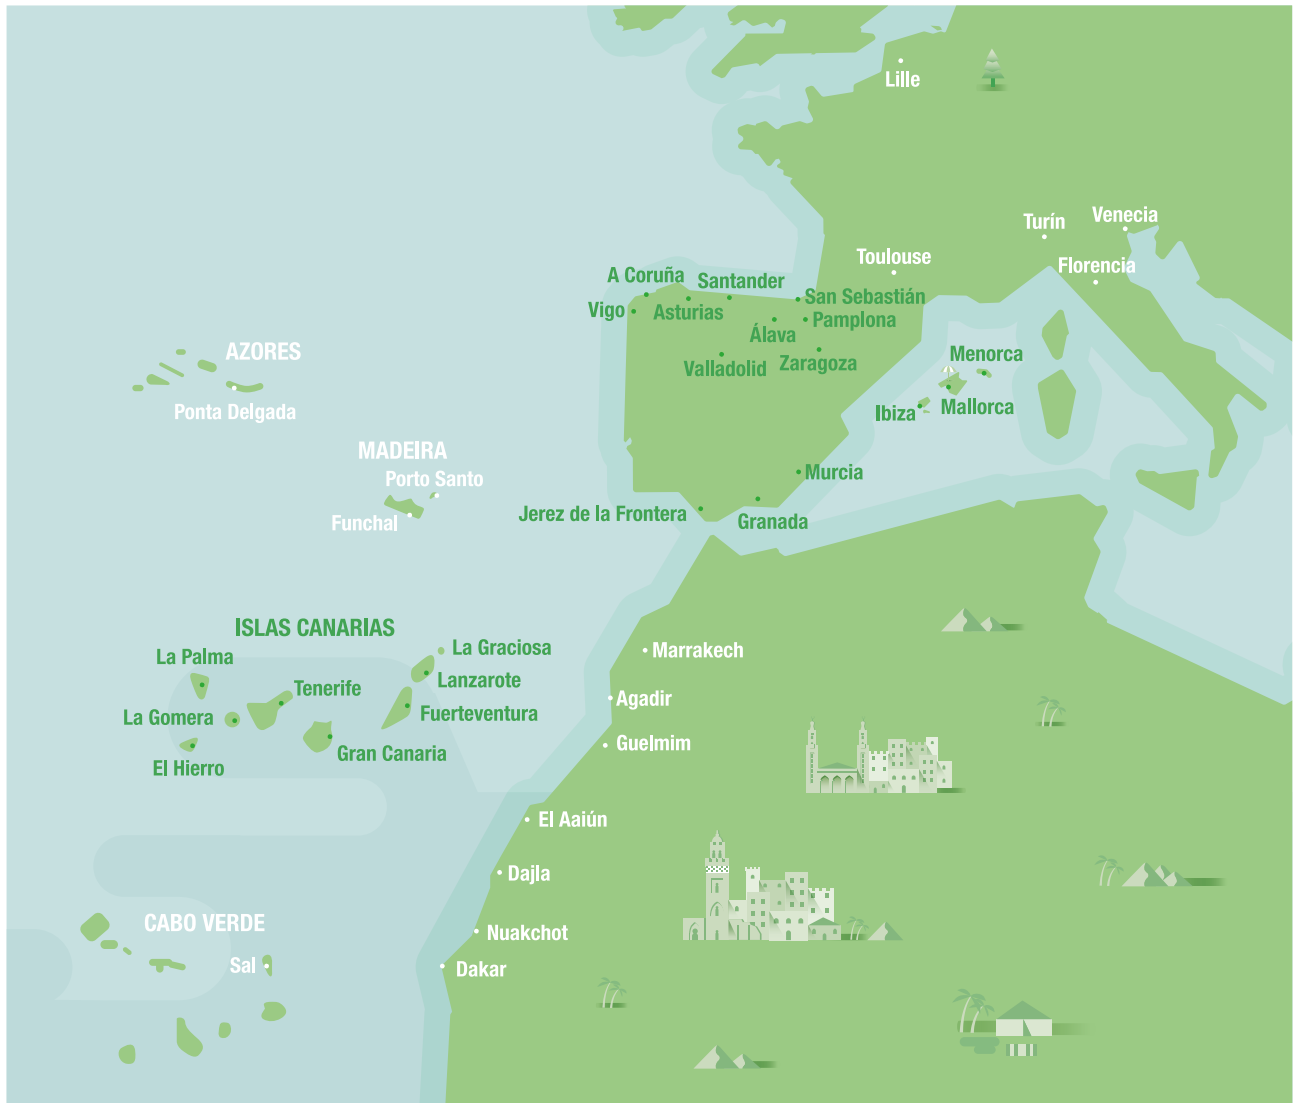 Lille
Venecia
Turín
Toulouse
Florencia
A Coruña
Santander
San Sebastián
Vigo
Asturias
Pamplona
Álava
Valladolid
Zaragoza
AZORES
Ponta Delgada
Menorca
Ibiza
Mallorca
MADEIRA
Porto Santo
Funchal
Murcia
Jerez de la Frontera
Granada
ISLAS CANARIAS
La Palma
La Graciosa
Lanzarote
Tenerife
La Gomera
Fuerteventura
El Hierro
Gran Canaria
Marrakech
Agadir
Guelmim
El Aaiún
Dajla
CABO VERDE
Nuakchot
Sal
Dakar